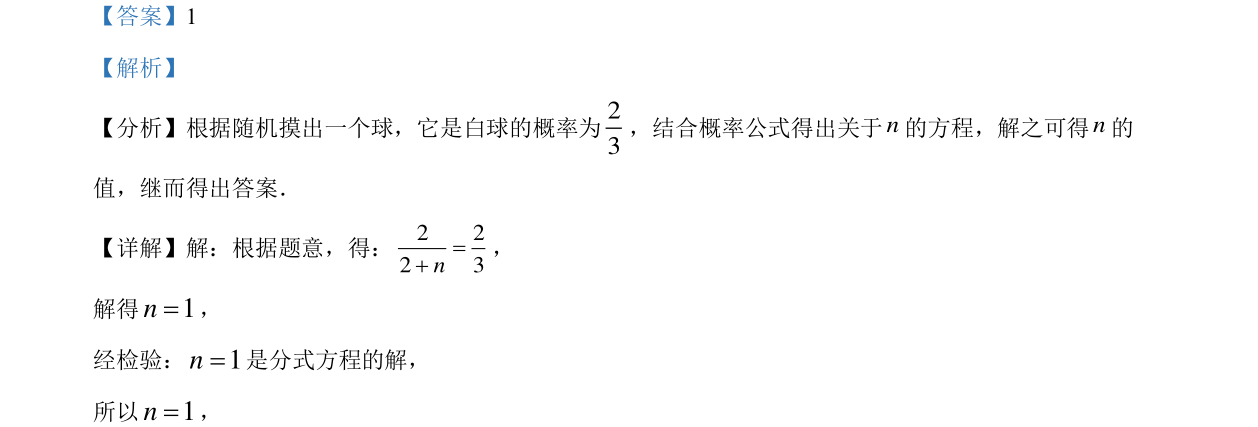 【答案】1
【解析】
【分析】根据随机摸出一个球，它是白球的概率为2/3，结合概率公式得出关于n的方程，解之可得n的
值，继而得出答案．
【详解】解：根据题意，得：2/(2+n)=2/3，
解得n=1，
经检验：n=1是分式方程的解，
所以n=1，